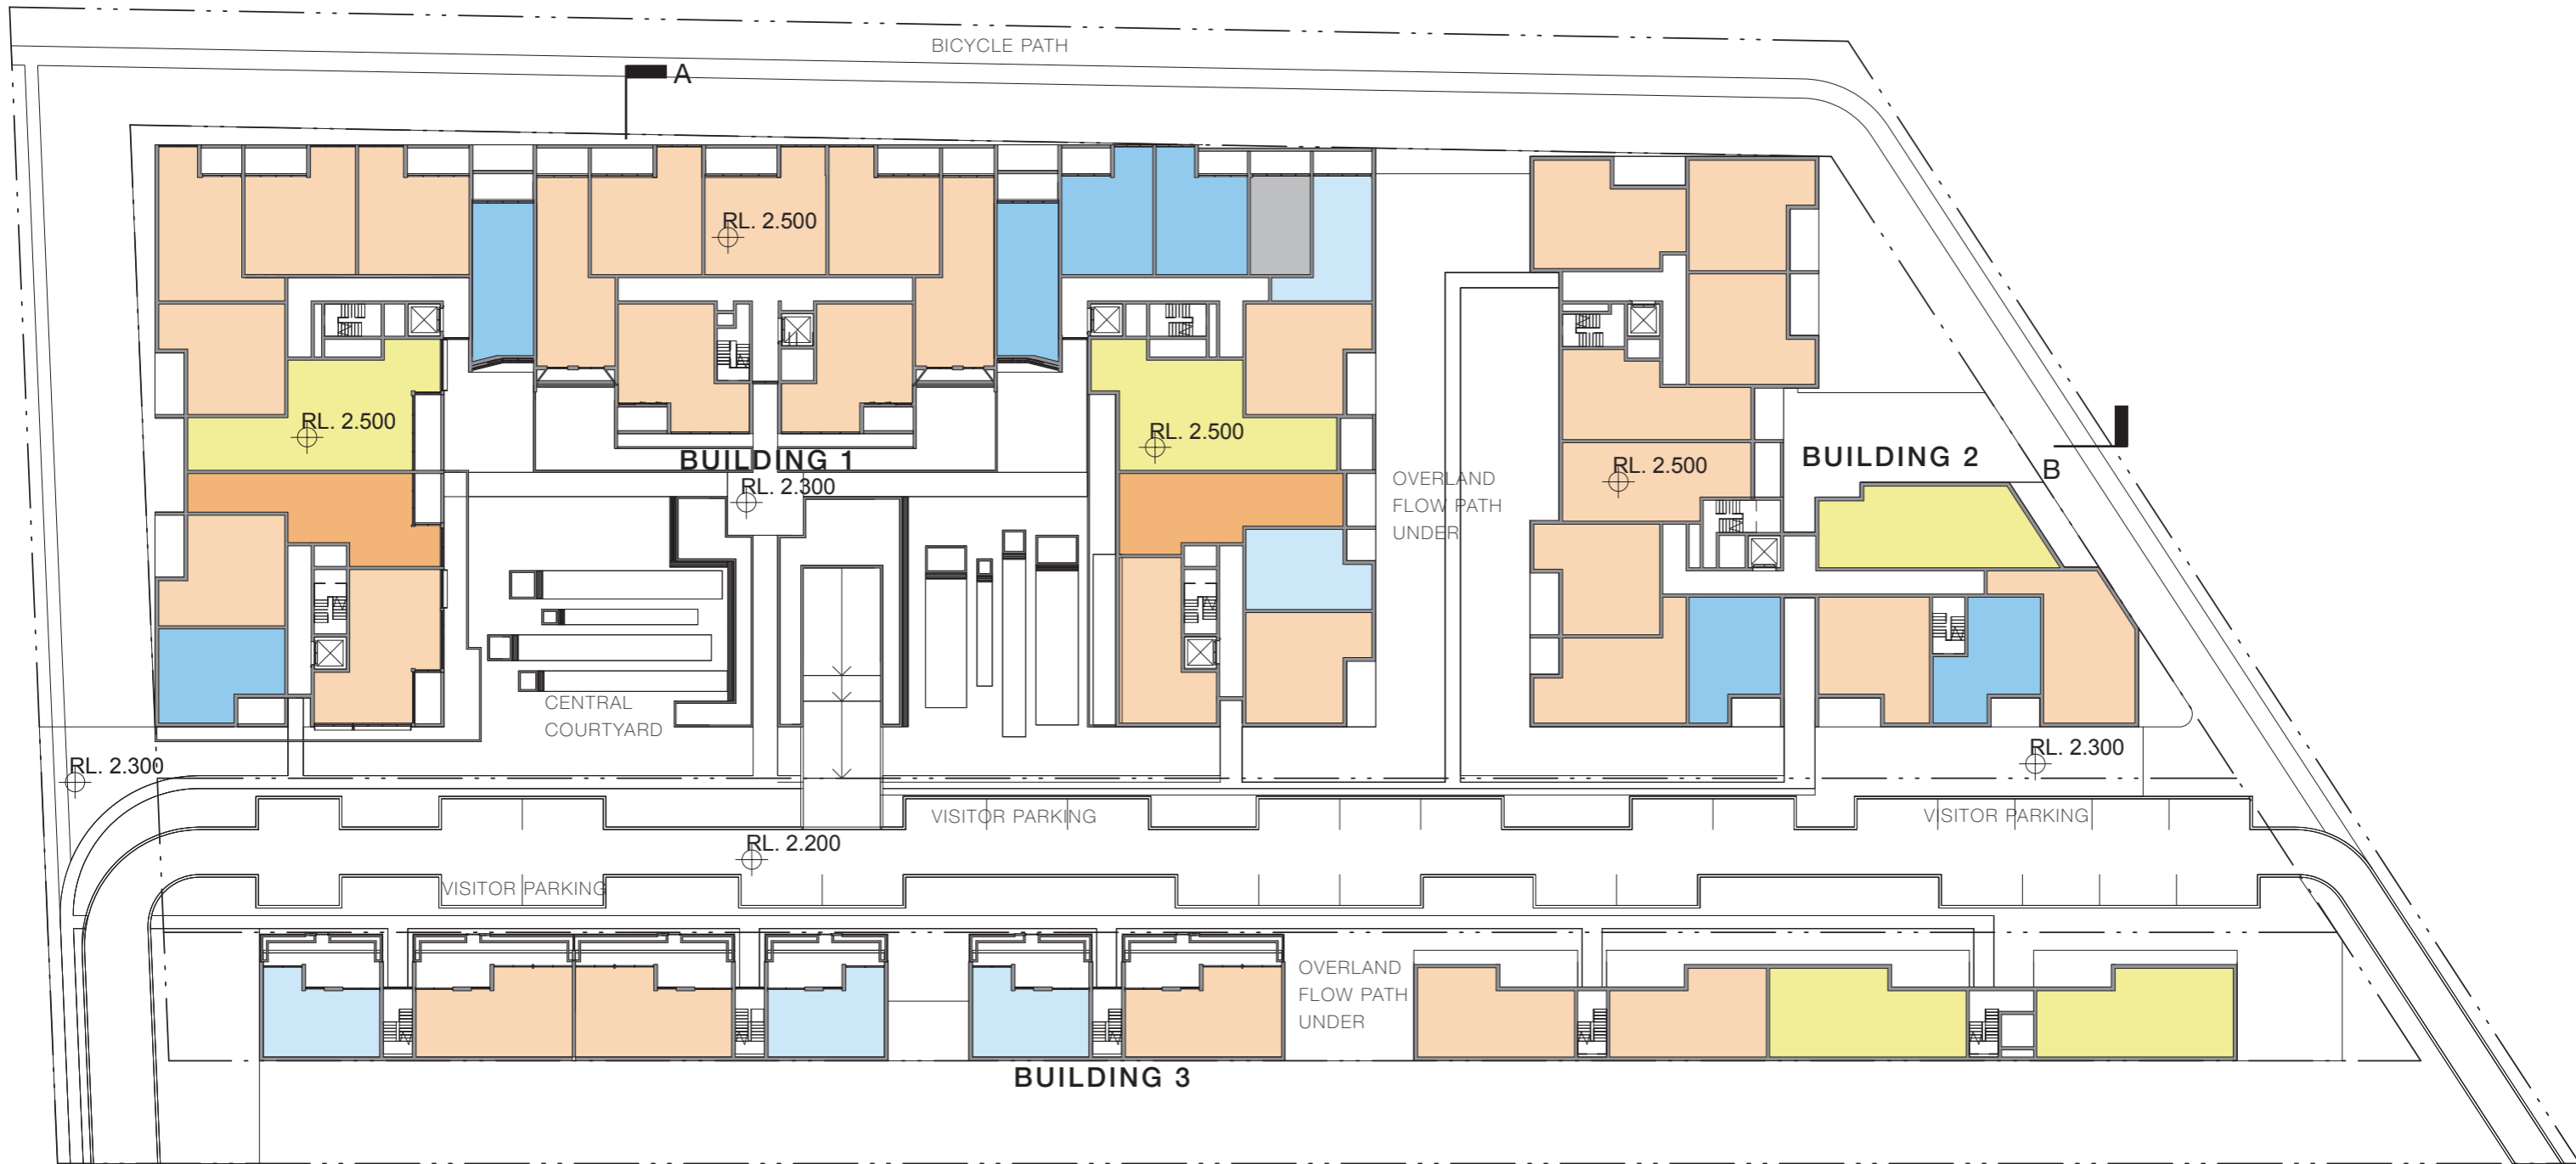 BICYCLE PATH
A
RL. 2.500
RL. 2.500
RL. 2.500
BUILDING 1
RL. 2.300
OVERLAND
FLOW PATH
UNDER
RL. 2.500
BUILDING 2
B
CENTRAL
COURTYARD
RL. 2.300
RL. 2.300
VISITOR PARKING
VISITOR PARKING
RL. 2.200
VISITOR PARKING
OVERLAND
FLOW PATH
UNDER
BUILDING 3